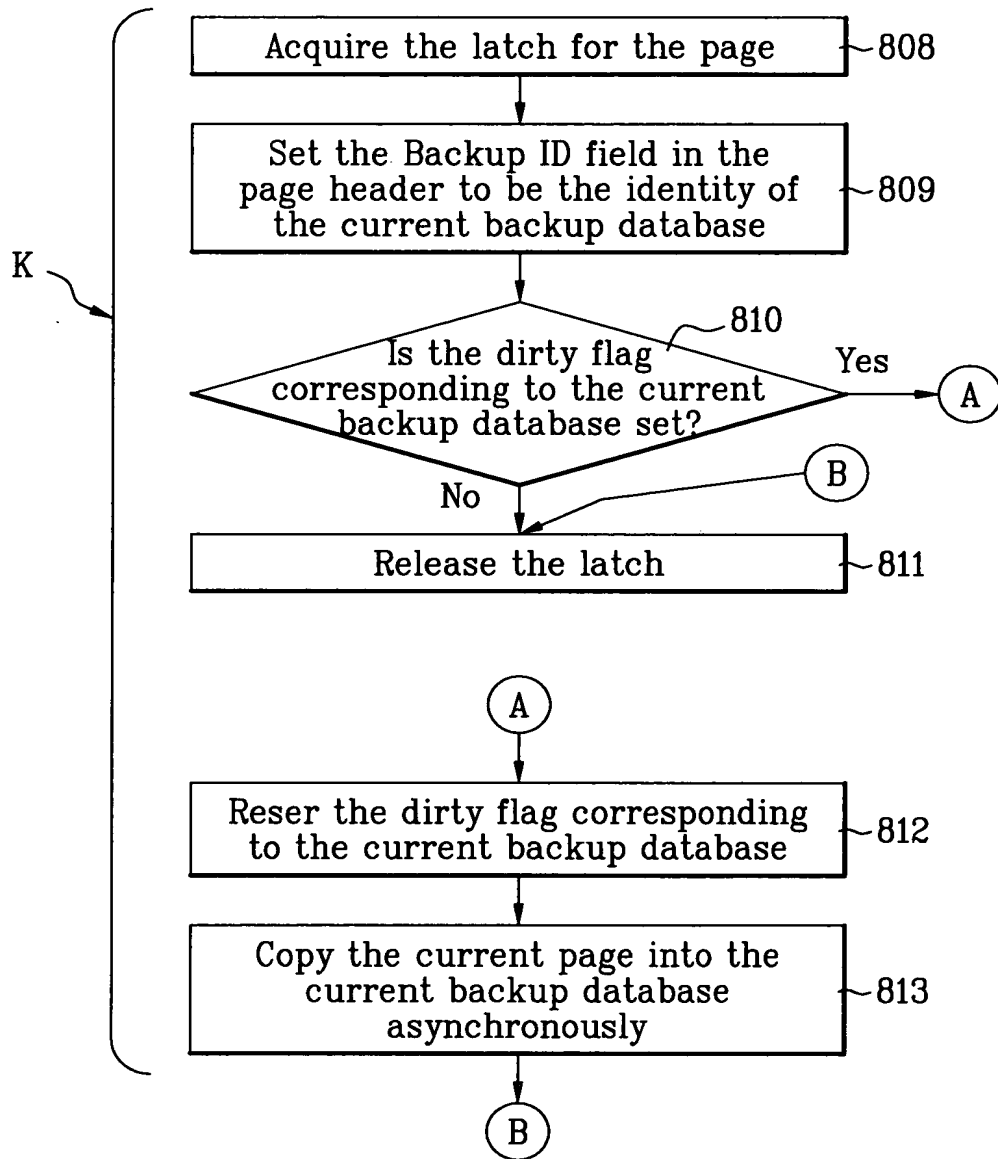 Acquire the latch for the page
808
Set the Backup ID field in the
page header to be the identity of
the current backup database
809
K
810
Is the dirty flag
corresponding to the current
backup database set?
Yes
A
B
No
Release the latch
811
A
Reser the dirty flag corresponding
to the current backup database
812
Copy the current page into the
current backup database
asynchronously
813
B